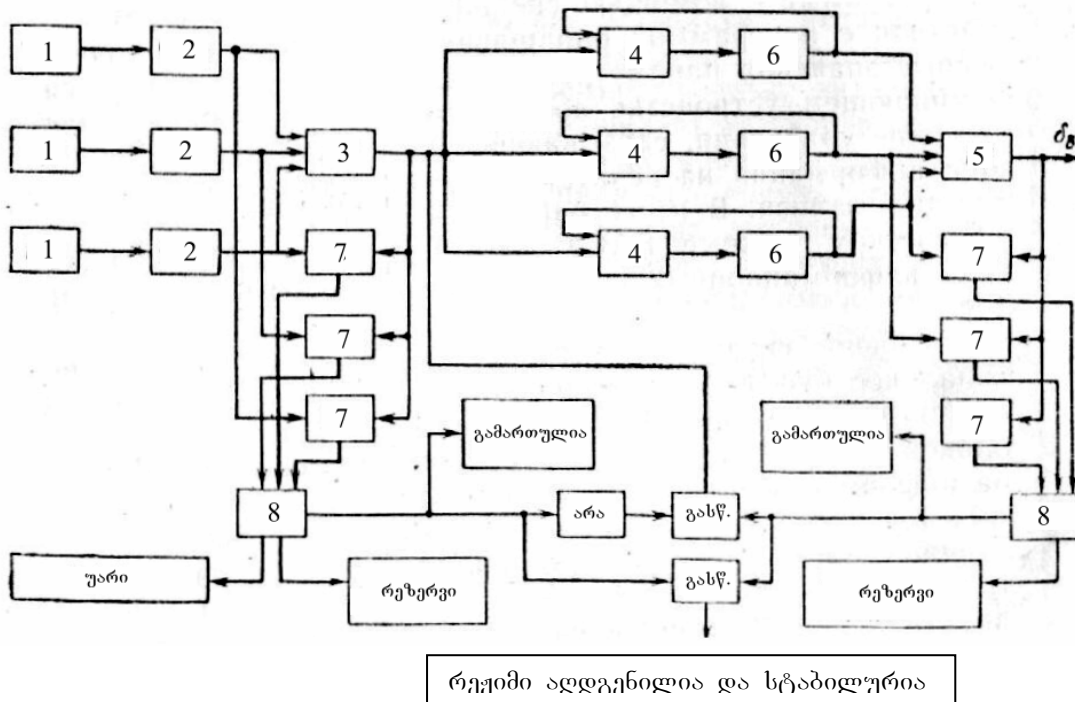 1 2 4 6
1 2 3 4 6 5 δв
1 2 7 4 6 7
7 7
7 7
გამართულია გამართულია
8 არა გასწ. 8
უარი რეზერვი გასწ. რეზერვი
რეჟიმი აღდგენილია და სტაბილურია